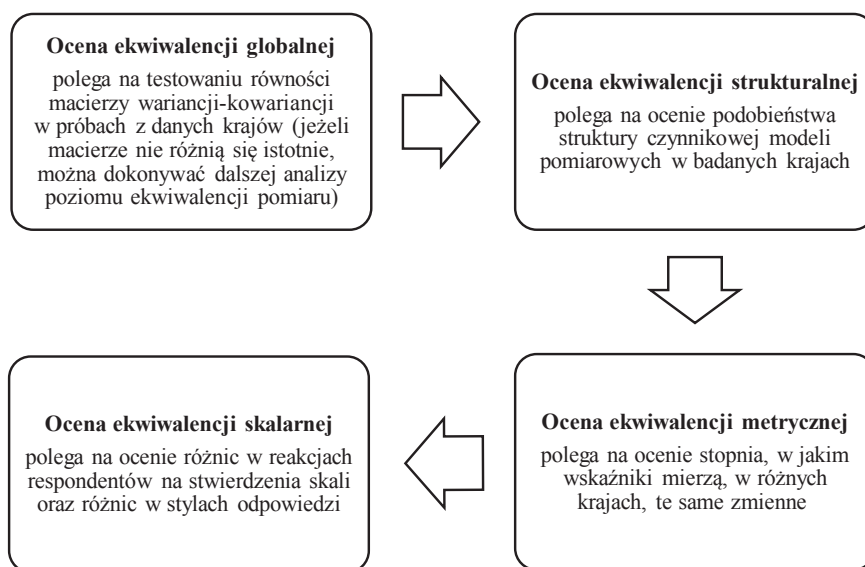 Ocena ekwiwalencji globalnej
polega na testowaniu równości
macierzy wariancji-kowariancji
w próbach z danych krajów (jeżeli
macierze nie różnią się istotnie,
można dokonywać dalszej analizy
poziomu ekwiwalencji pomiaru)
Ocena ekwiwalencji strukturalnej
polega na ocenie podobieństwa
struktury czynnikowej modeli
pomiarowych w badanych krajach
Ocena ekwiwalencji metrycznej
polega na ocenie stopnia, w jakim
wskaźniki mierzą, w różnych
krajach, te same zmienne
Ocena ekwiwalencji skalarnej
polega na ocenie różnic w reakcjach
respondentów na stwierdzenia skali
oraz różnic w stylach odpowiedzi